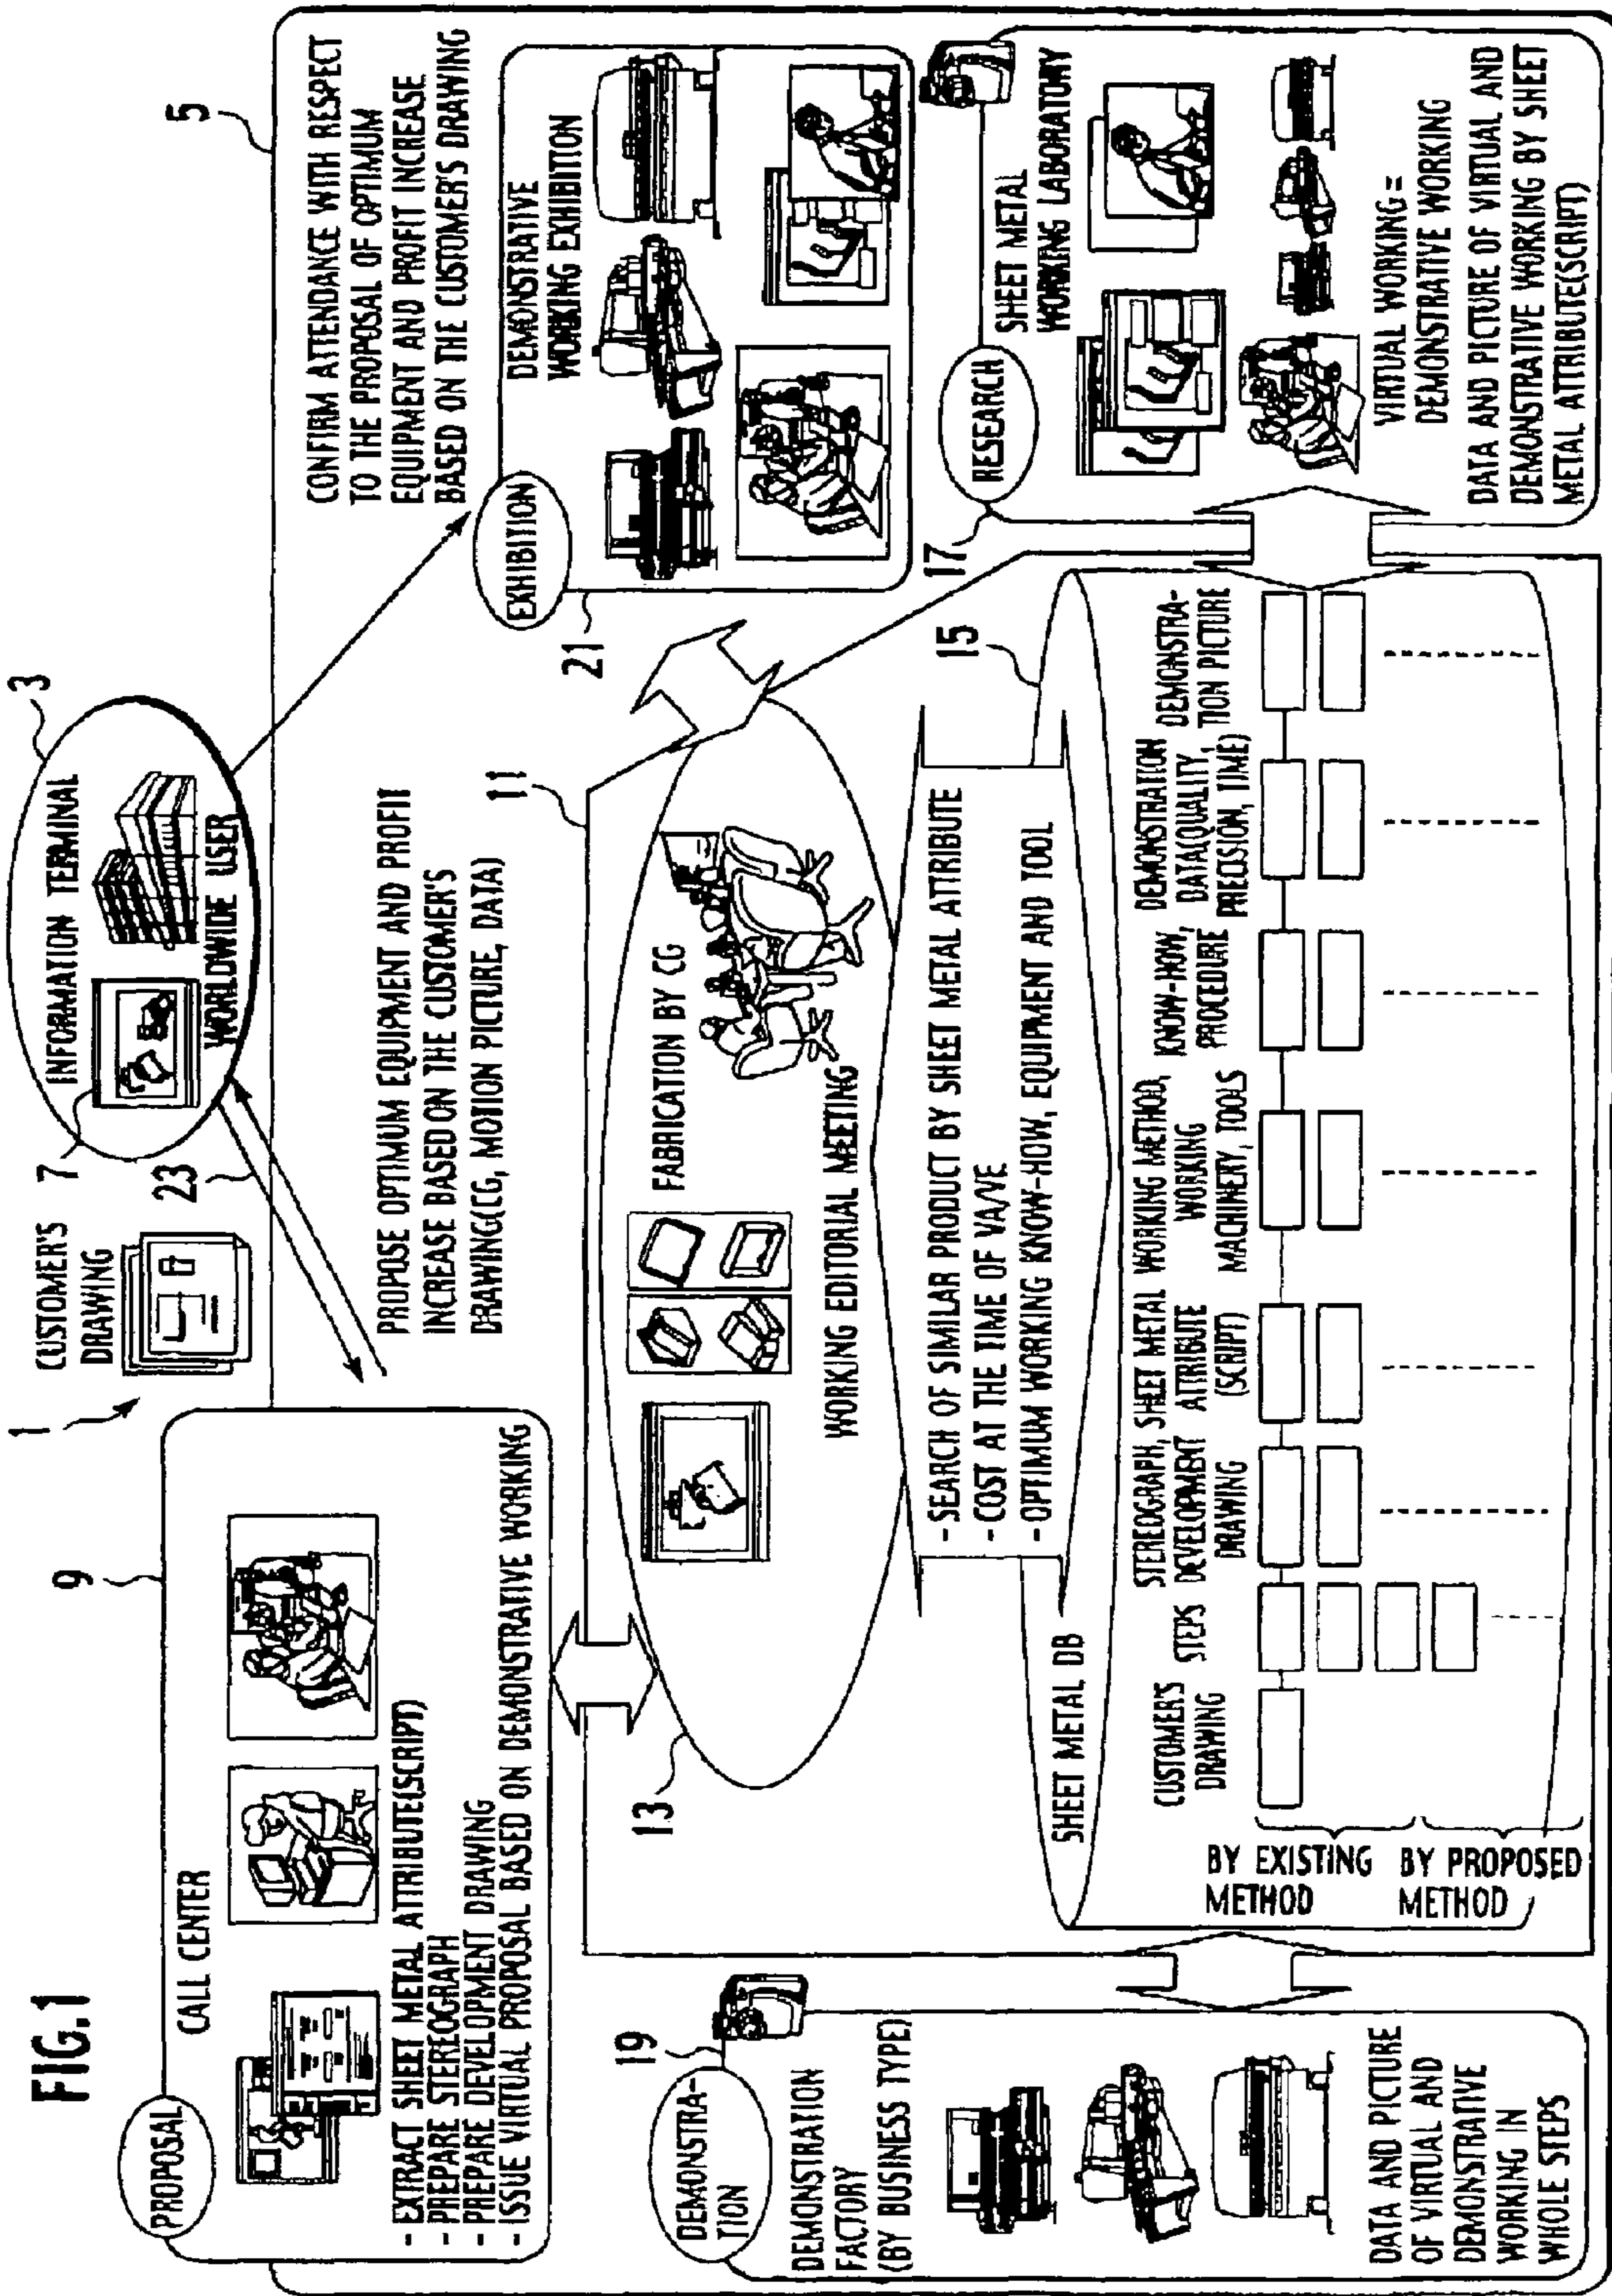 FIG.1
1
CUSTOMER'S
DRAWING
7
3
INFORMATION TERMINAL
WORLDWIDE USER
23
5
PROPOSAL
CALL CENTER
9
- EXTRACT SHEET METAL ATTRIBUTE(SCRIPT)
- PREPARE STEREOGRAPH
- PREPARE DEVELOPMENT DRAWING
- ISSUE VIRTUAL PROPOSAL BASED ON DEMONSTRATIVE WORKING
PROPOSE OPTIMUM EQUIPMENT AND PROFIT
INCREASE BASED ON THE CUSTOMER'S
DRAWING(CG, MOTION PICTURE, DATA)
CONFIRM ATTENDANCE WITH RESPECT
TO THE PROPOSAL OF OPTIMUM
EQUIPMENT AND PROFIT INCREASE
BASED ON THE CUSTOMER'S DRAWING
EXHIBITION
21
DEMONSTRATIVE
WORKING EXHIBITION
11
13
FABRICATION BY CG
WORKING EDITORIAL MEETING
- SEARCH OF SIMILAR PRODUCT BY SHEET METAL ATTRIBUTE
- COST AT THE TIME OF VA/VE
- OPTIMUM WORKING KNOW-HOW, EQUIPMENT AND TOOL
15
SHEET METAL DB
CUSTOMER'S
DRAWING
STEPS
STEREOGRAPH,
DEVELOPMENT
DRAWING
SHEET METAL
ATTRIBUTE
(SCRIPT)
WORKING METHOD,
WORKING
MACHINERY, TOOLS
KNOW-HOW,
PROCEDURE
DEMONSTRATION
DATA(QUALITY,
PRECISION, TIME)
DEMONSTRA-
TION PICTURE
BY EXISTING
METHOD
BY PROPOSED
METHOD
17
RESEARCH
SHEET METAL
WORKING LABORATORY
VIRTUAL WORKING=
DEMONSTRATIVE WORKING
DATA AND PICTURE OF VIRTUAL AND
DEMONSTRATIVE WORKING BY SHEET
METAL ATTRIBUTE(SCRIPT)
19
DEMONSTRA-
TION
DEMONSTRATION
FACTORY
(BY BUSINESS TYPE)
DATA AND PICTURE
OF VIRTUAL AND
DEMONSTRATIVE
WORKING IN
WHOLE STEPS